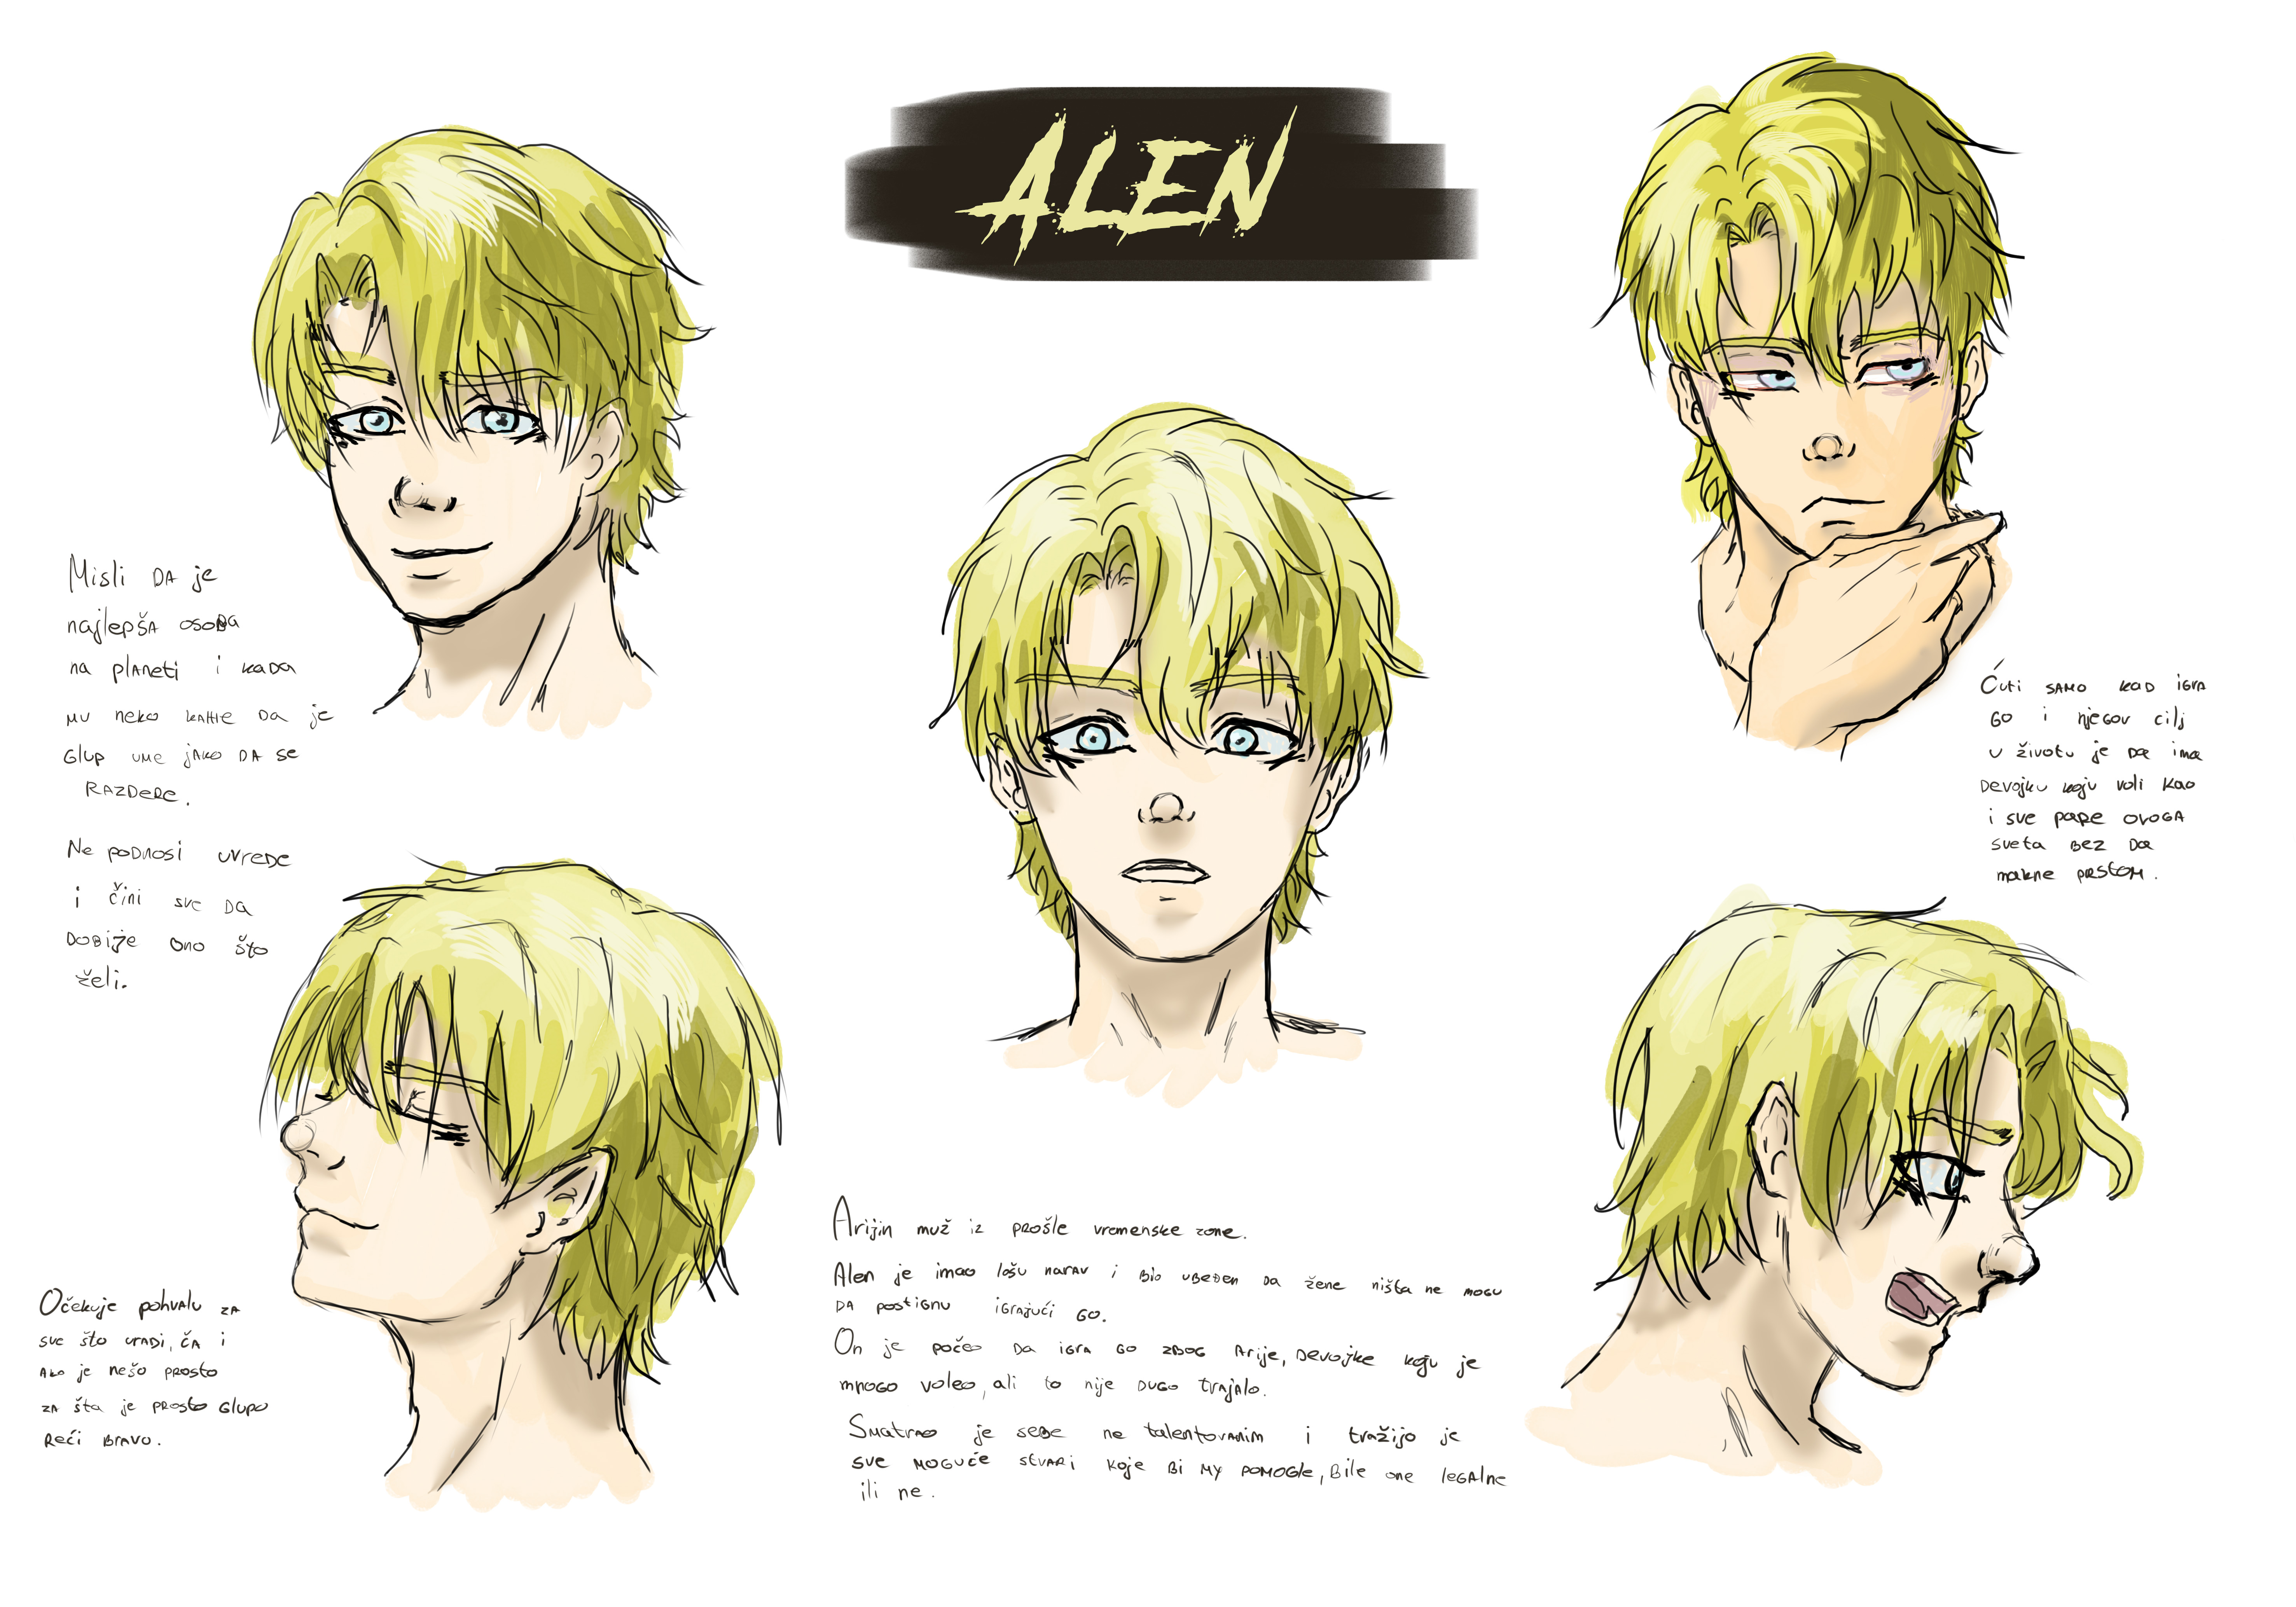 ALEN
Misli DA je
najlepŠA osoBa
na planeti i kada
mu neko kaže DA je
Glup ume jako DA se
RAZDERE.
Ne podnosi uvrede
i čini sve da
DOBIJE ono što
želi.
Očekuje pohvalu ZA
sve što uradi, ČA i
Ako je nešo prosto
ZA šta je prosto Glupo
Reći BRAVO.
Arijin muž iz prošle vremenske zone.
Alen je imao lošu narav i Bio uBeđen DA žene ništa ne mogu
DA postignu igrajući GO.
On je počeo DA igra GO zBog Arije, Devojke koju je
mnogo voleo, ali to nije Dugo trajalo.
Smatrao je seBe ne talentovanim i tražijo je
sve moguće stvari koje Bi my pomogle, Bile one leGAlne
ili ne.
Ćuti samo kad igra
GO i njegov cilj
u životu je Da ima
Devojku koju voli kao
i sve pare ovoga
sveta Bez Da
makne prstom.